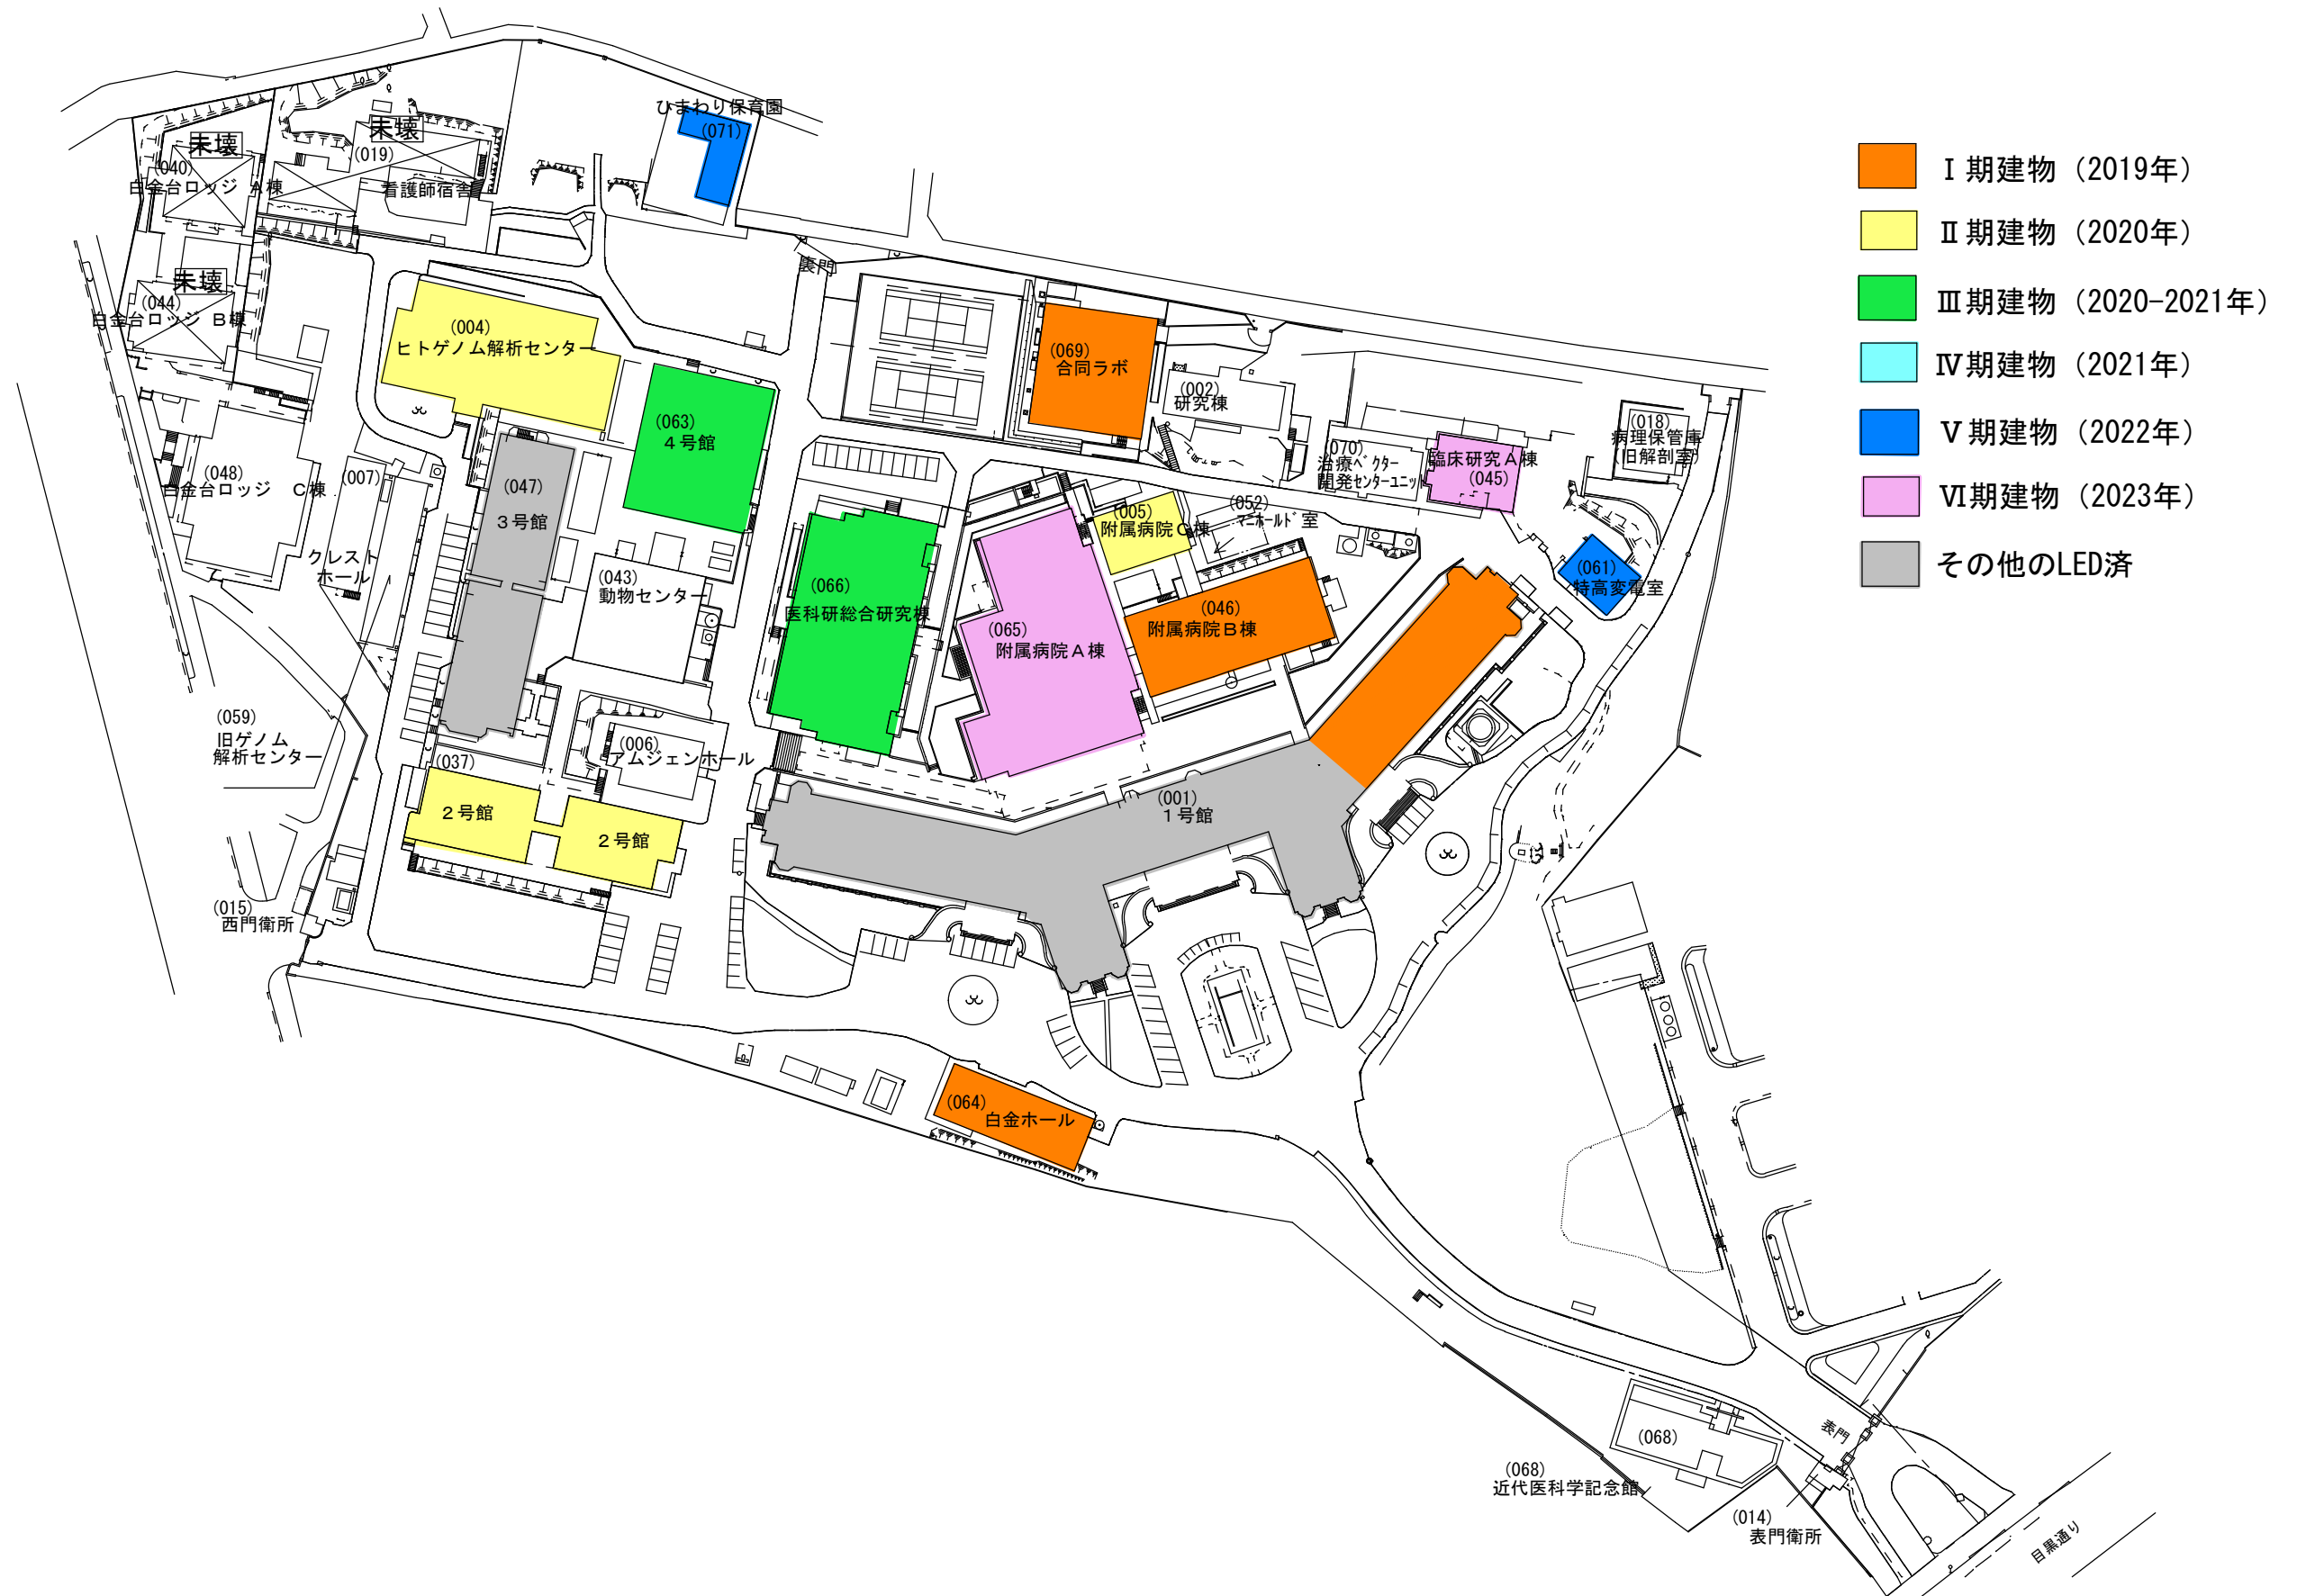 ひまわり保育園
(071)
未壊
(040)
白金台ロッジ A棟
未壊
(019)
看護師宿舎
未壊
(044)
白金台ロッジ B棟
裏門
(004)
ヒトゲノム解析センター
(063)
4号館
(069)
合同ラボ
(002)
研究棟
(070)
治療ベクター
開発センターユニット
臨床研究A棟
(045)
(018)
病理保管庫
(旧解剖室)
(048)
白金台ロッジ C棟
(007)
クレスト
ホール
(047)
3号館
(043)
動物センター
(066)
医科研総合研究棟
(005)
附属病院C棟
(052)
マニホールド室
(065)
附属病院A棟
(046)
附属病院B棟
(061)
特高変電室
(059)
旧ゲノム
解析センター
(006)
アムジェンホール
(037)
2号館
2号館
(001)
1号館
(015)
西門衛所
(064)
白金ホール
(068)
(068)
近代医科学記念館
表門
(014)
表門衛所
目黒通り
Ⅰ期建物（2019年）
Ⅱ期建物（2020年）
Ⅲ期建物（2020-2021年）
Ⅳ期建物（2021年）
Ⅴ期建物（2022年）
Ⅵ期建物（2023年）
その他のLED済